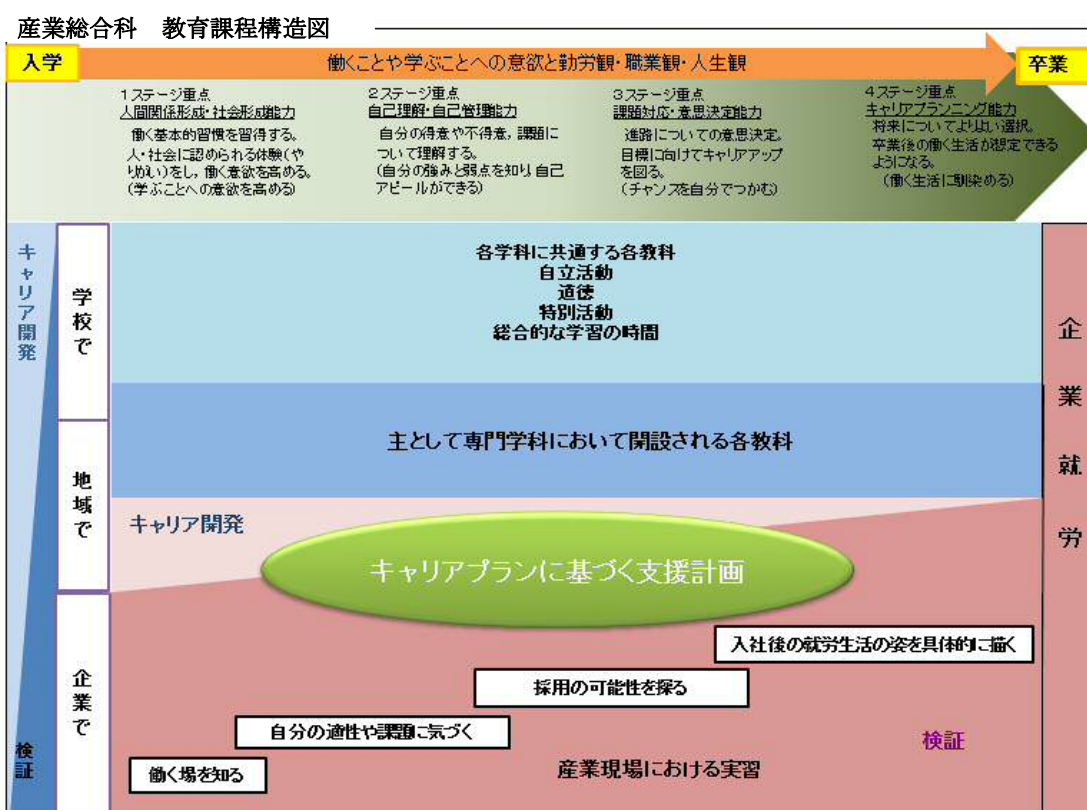 産業総合科　教育課程構造図
入学
働くことや学ぶことへの意欲と勤労観・職業観・人生観
卒業
1ステージ重点
人間関係形成・社会形成能力
働く基本的習慣を習得する。
人・社会に認められる体験(や
りがい)をし，働く意欲を高める。
(学ぶことへの意欲を高める)
2ステージ重点
自己理解・自己管理能力
自分の得意や不得意，課題に
ついて理解する。
(自分の強みと弱点を知り，自己
アピールができる)
3ステージ重点
課題対応・意思決定能力
進路についての意思決定。
目標に向けてキャリアアップ
を図る。
(チャンスを自分でつかむ)
4ステージ重点
キャリアプランニング能力
将来についてよりよい選択。
卒業後の働く生活が想定できる
ようになる。
(働く生活に馴染める)
キャリア開発
学校で
各学科に共通する各教科
自立活動
道徳
特別活動
総合的な学習の時間
主として専門学科において開設される各教科
地域で
キャリア開発
キャリアプランに基づく支援計画
企業で
入社後の就労生活の姿を具体的に描く
採用の可能性を探る
自分の適性や課題に気づく
働く場を知る
産業現場における実習
検証
検証
企業就労